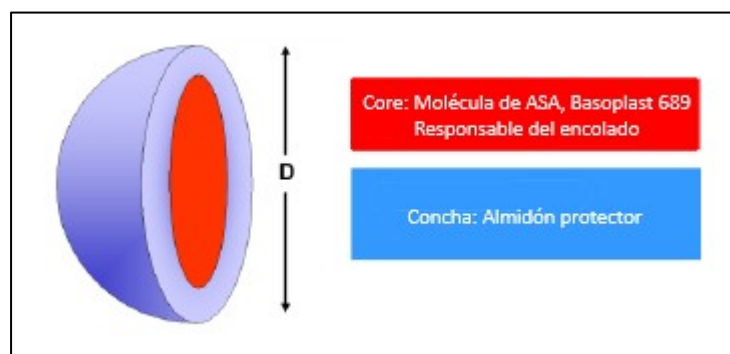 D
Core: Molécula de ASA, Basoplast 689
Responsable del encolado
Concha: Almidón protector